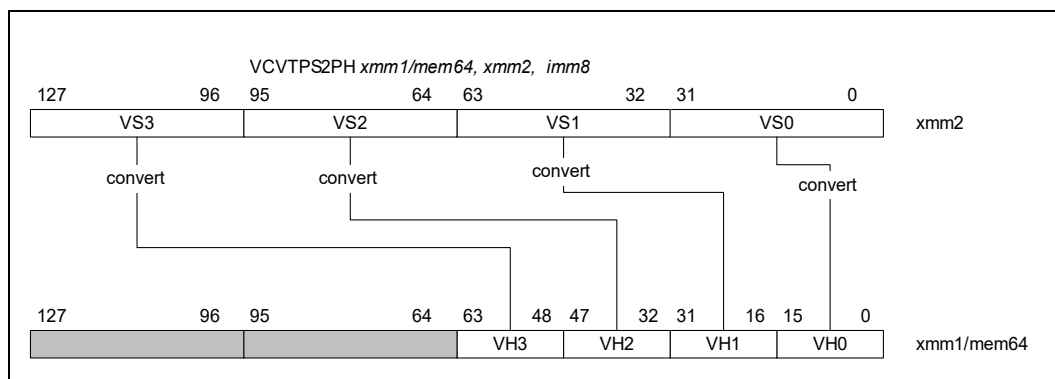 VCVTPS2PH xmm1/mem64, xmm2, imm8
127 96 95 64 63 32 31 0
VS3 VS2 VS1 VS0 xmm2
convert convert convert convert
127 96 95 64 63 48 47 32 31 16 15 0
VH3 VH2 VH1 VH0 xmm1/mem64